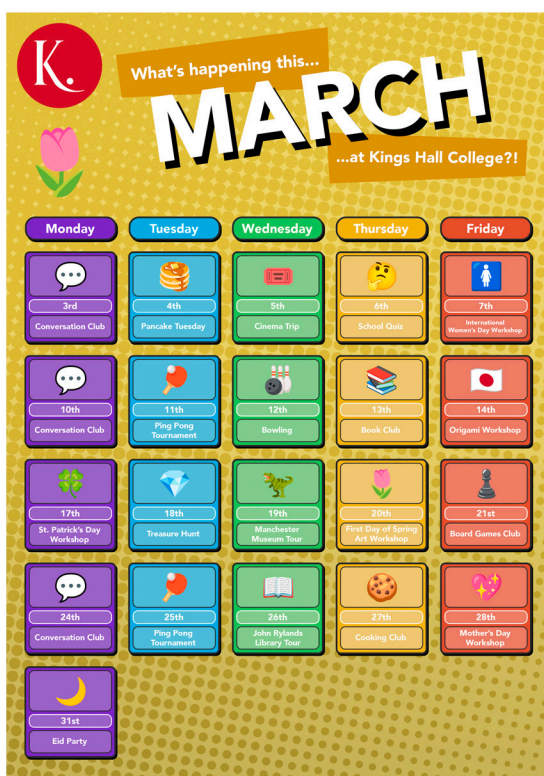 K.
What's happening this...
MARCH
...at Kings Hall College?!
Monday
Tuesday
Wednesday
Thursday
Friday
3rd
Conversation Club
4th
Pancake Tuesday
5th
Cinema Trip
6th
School Quiz
7th
International
Women's Day Workshop
10th
Conversation Club
11th
Ping Pong
Tournament
12th
Bowling
13th
Book Club
14th
Origami Workshop
17th
St. Patrick's Day
Workshop
18th
Treasure Hunt
19th
Manchester
Museum Tour
20th
First Day of Spring
Art Workshop
21st
Board Games Club
24th
Conversation Club
25th
Ping Pong
Tournament
26th
John Rylands
Library Tour
27th
Cooking Club
28th
Mother's Day
Workshop
31st
Eid Party